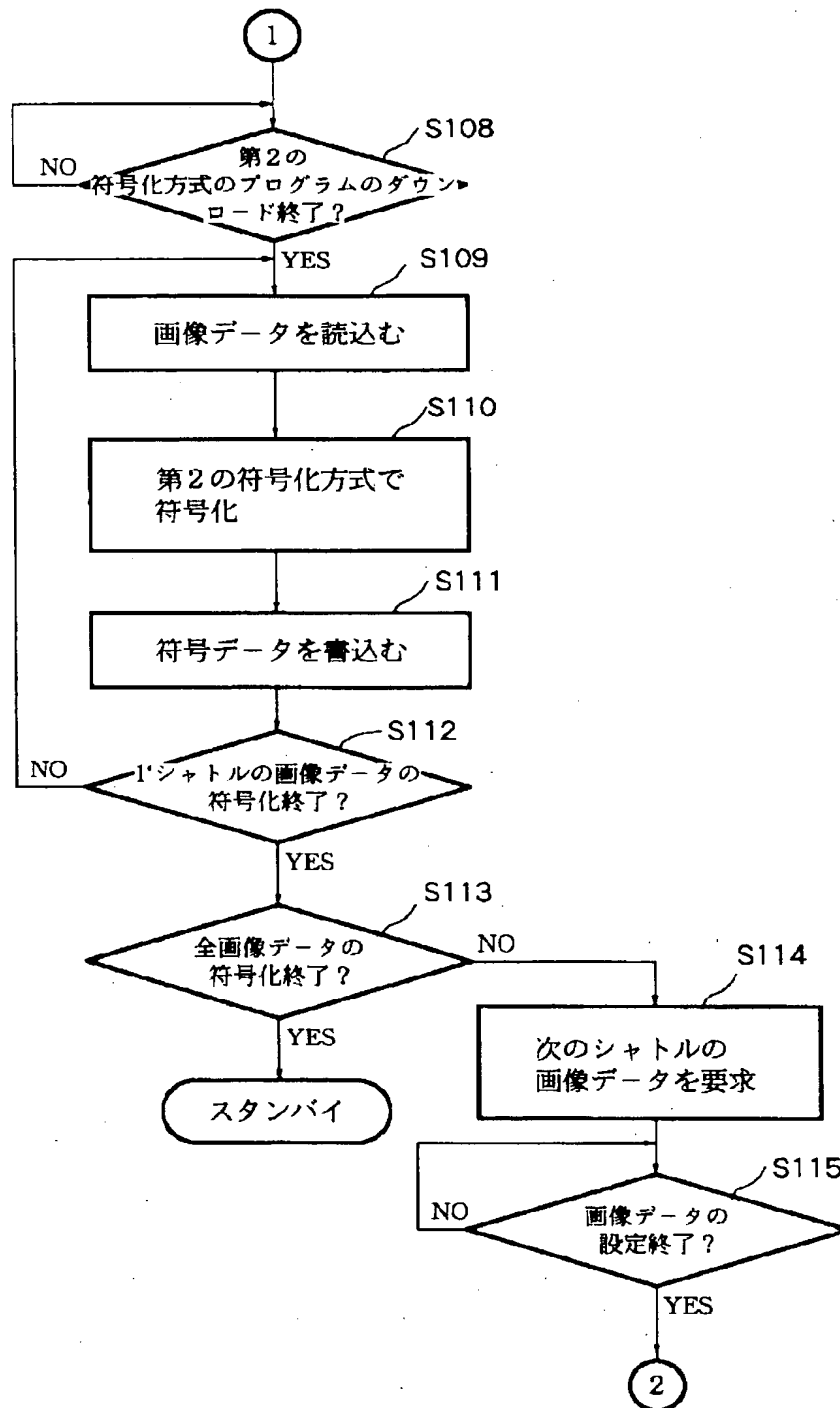 1
S108
第2の
NO
符号化方式のプログラムのダウン
ロード終了?
YES
S109
画像データを読込む
S110
第2の符号化方式で
符号化
S111
符号データを書込む
S112
NO
1シャトルの画像データの
符号化終了?
YES
S113
全画像データの
符号化終了?
NO
YES
スタンバイ
S114
次のシャトルの
画像データを要求
S115
NO
画像データの
設定終了?
YES
2